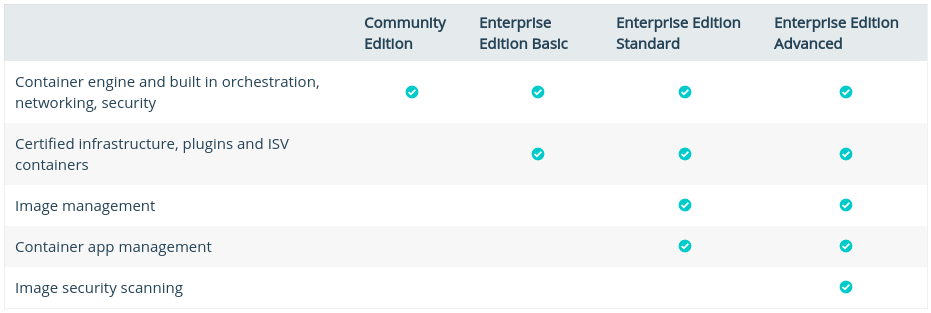 Community Edition
Enterprise Edition Basic
Enterprise Edition Standard
Enterprise Edition Advanced
Container engine and built in orchestration,
networking, security
Certified infrastructure, plugins and ISV
containers
Image management
Container app management
Image security scanning